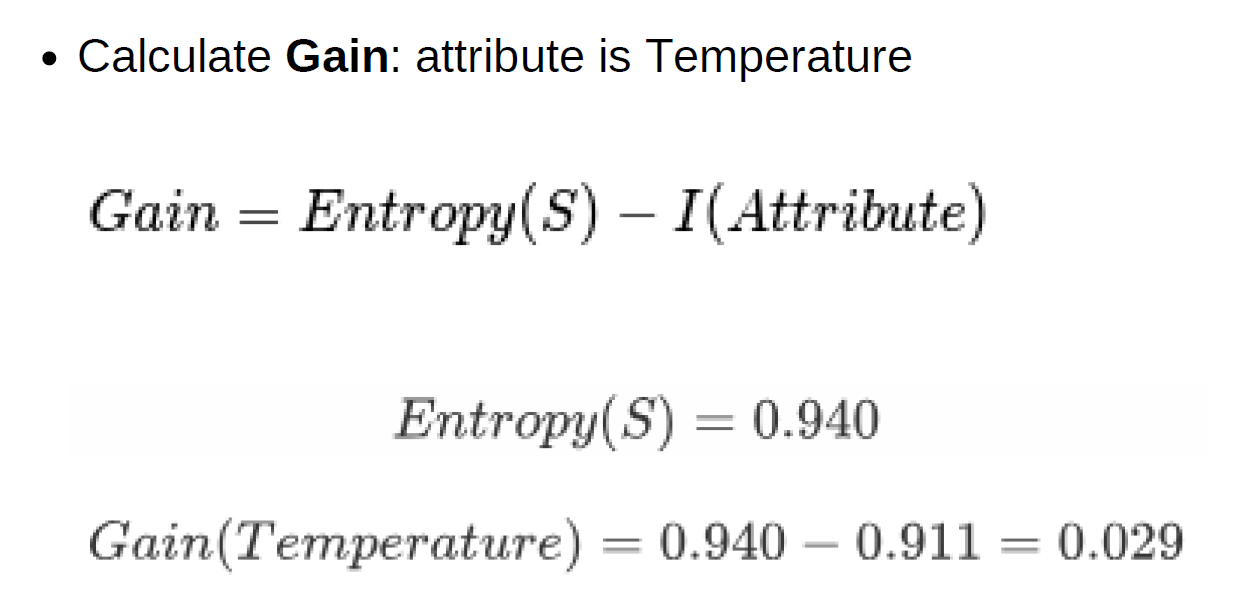 • Calculate Gain: attribute is Temperature
Gain = Entropy(S) − I(Attribute)
Entropy(S) = 0.940
Gain(Temperature) = 0.940 − 0.911 = 0.029